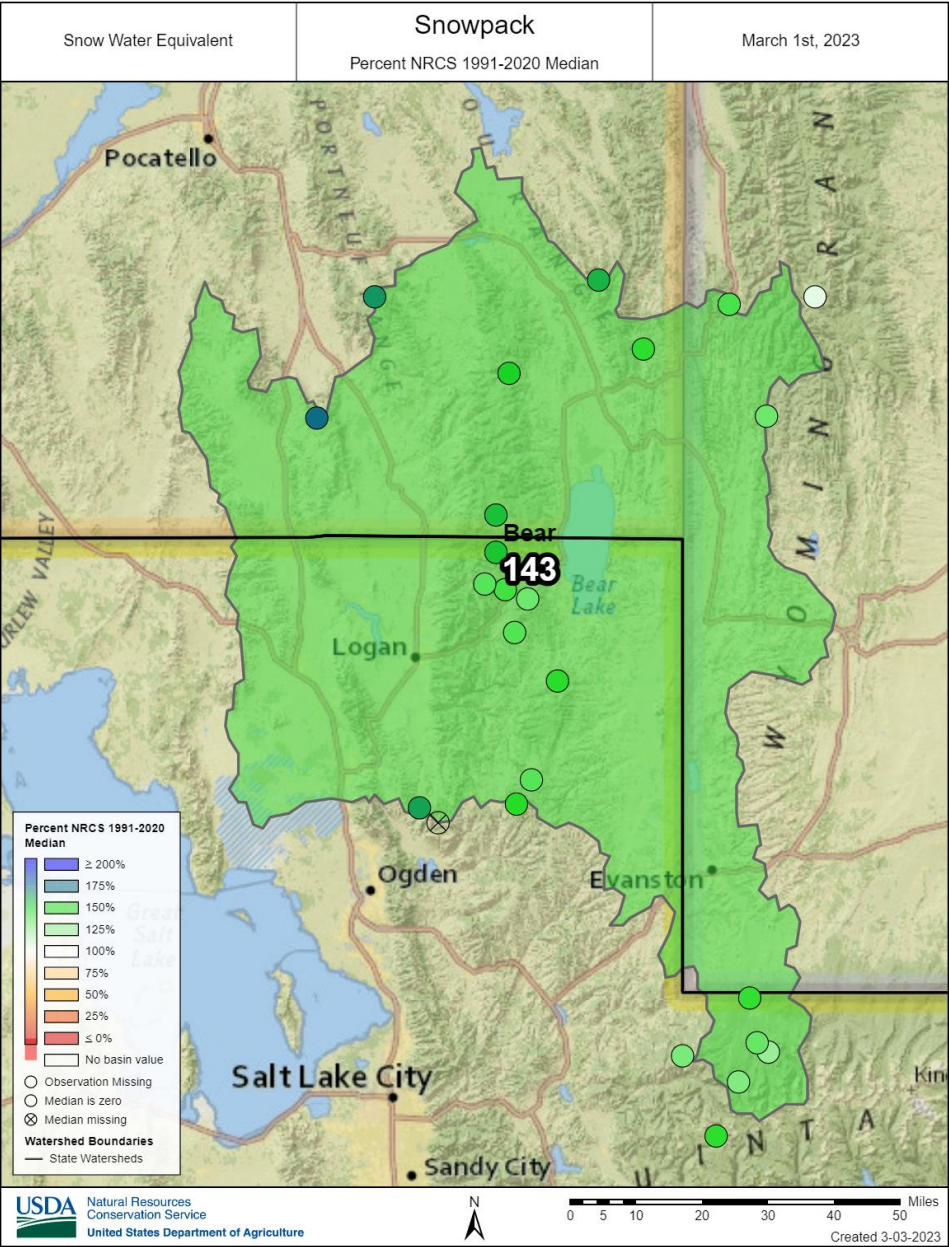 Snow Water Equivalent
Snowpack
Percent NRCS 1991-2020 Median
March 1st, 2023
Pocatello
PORTNEUF
RANGE
WYOMING RAN
Bear
143
Bear
Lake
Logan
Ogden
Evanston
Great
Salt
Lake
Salt Lake City
Sandy City
UINTA
Kin
Percent NRCS 1991-2020
Median
≥ 200%
175%
150%
125%
100%
75%
50%
25%
≤ 0%
No basin value
Observation Missing
Median is zero
Median missing
Watershed Boundaries
State Watersheds
USDA
Natural Resources
Conservation Service
United States Department of Agriculture
N
Miles
0 5 10 20 30 40 50
Created 3-03-2023